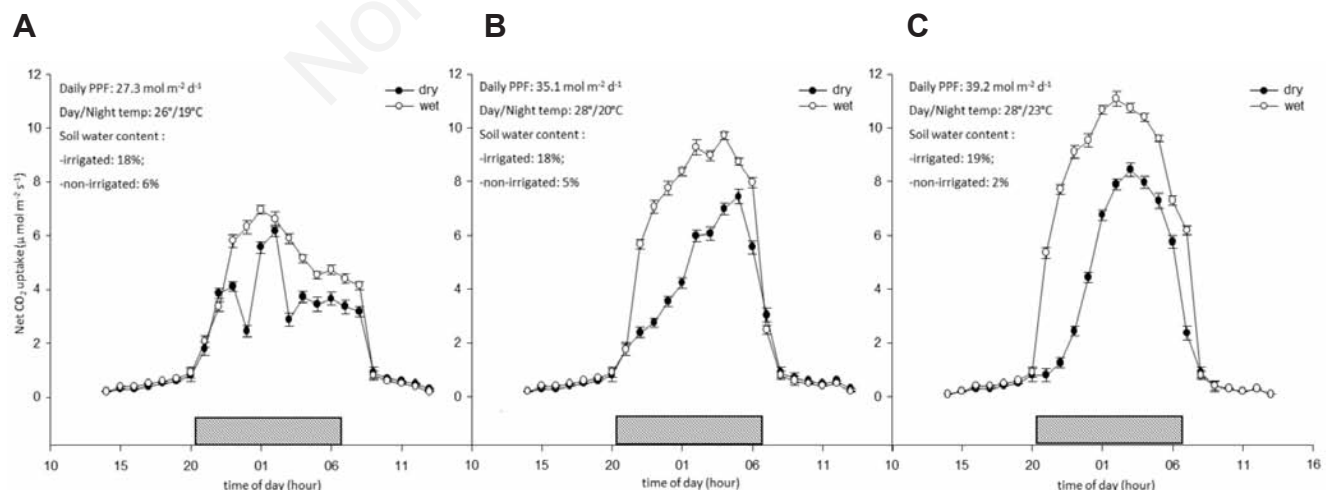 Non
A
B
C
Daily PPF: 27.3 mol m⁻² d⁻¹
Day/Night temp: 26°/19°C
Soil water content :
-irrigated: 18%;
-non-irrigated: 6%
dry
wet
Daily PPF: 35.1 mol m⁻² d⁻¹
Day/Night temp: 28°/20°C
Soil water content :
-irrigated: 18%;
-non-irrigated: 5%
dry
wet
Daily PPF: 39.2 mol m⁻² d⁻¹
Day/Night temp: 28°/23°C
Soil water content :
-irrigated: 19%;
-non-irrigated: 2%
dry
wet
Net CO₂ uptake (μ mol m⁻² s⁻¹)
12
10
8
6
4
2
0
12
10
8
6
4
2
0
12
10
8
6
4
2
0
10 15 20 01 06 11
10 15 20 01 06 11
10 15 20 01 06 11 16
time of day (hour)
time of day (hour)
time of day (hour)